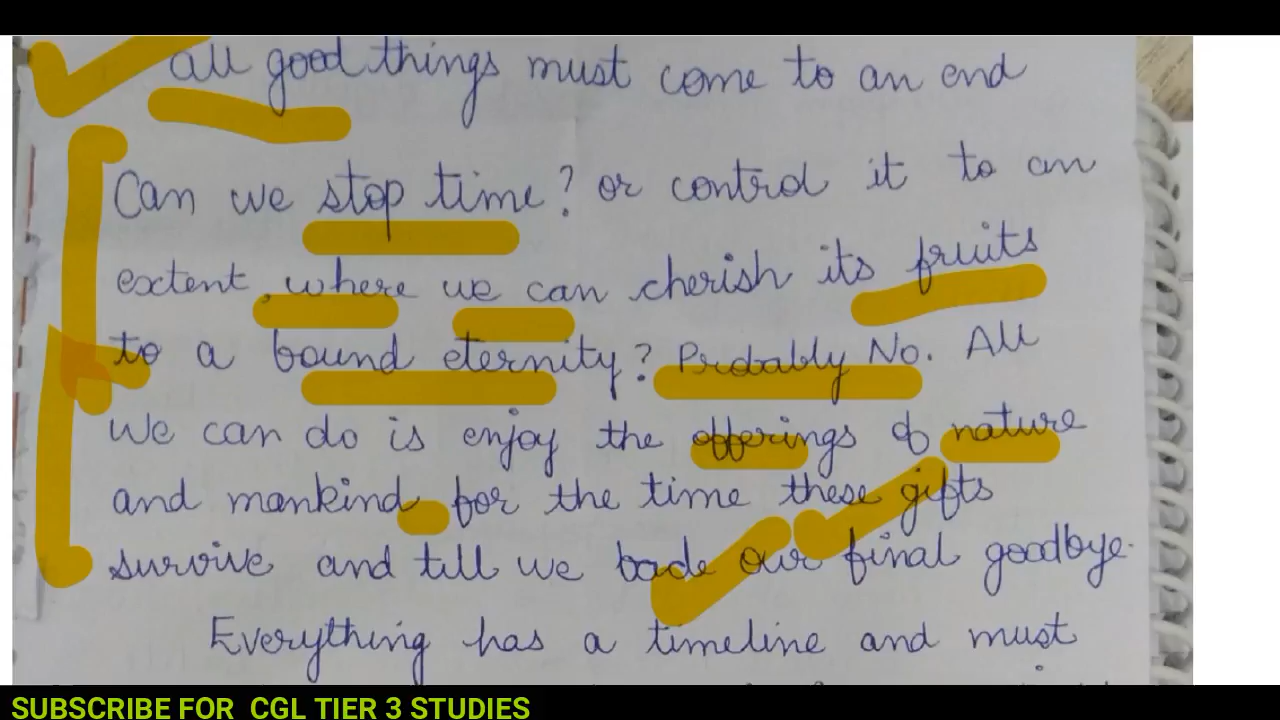 All good things must come to an end
Can we stop time? or control it to an
extent, where we can cherish its fruits
to a bound eternity? Probably No. All
we can do is enjoy the offerings of nature
and mankind for the time these gifts
survive and till we bade our final goodbye.
Everything has a timeline and must
SUBSCRIBE FOR CGL TIER 3 STUDIES